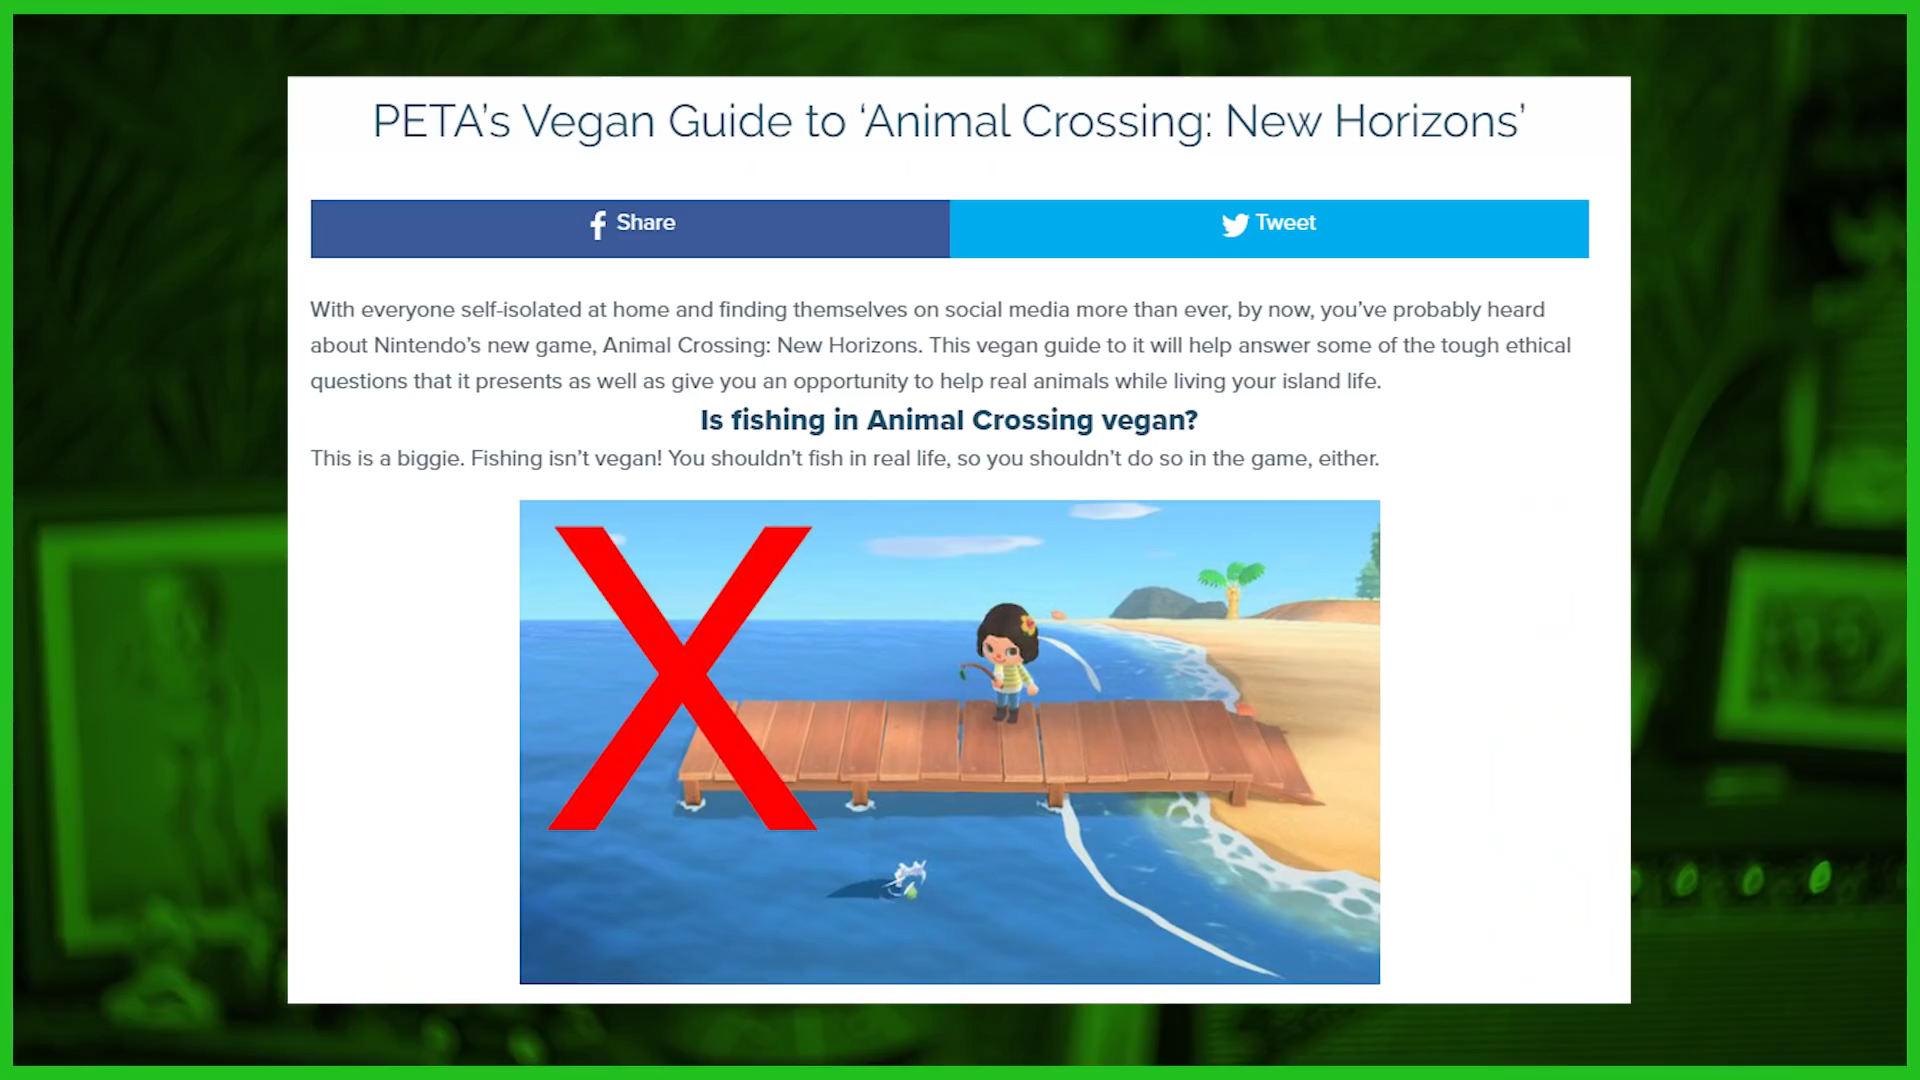 PETA’s Vegan Guide to ‘Animal Crossing: New Horizons’
Share
Tweet
With everyone self-isolated at home and finding themselves on social media more than ever, by now, you’ve probably heard
about Nintendo’s new game, Animal Crossing: New Horizons. This vegan guide to it will help answer some of the tough ethical
questions that it presents as well as give you an opportunity to help real animals while living your island life.
Is fishing in Animal Crossing vegan?
This is a biggie. Fishing isn’t vegan! You shouldn’t fish in real life, so you shouldn’t do so in the game, either.